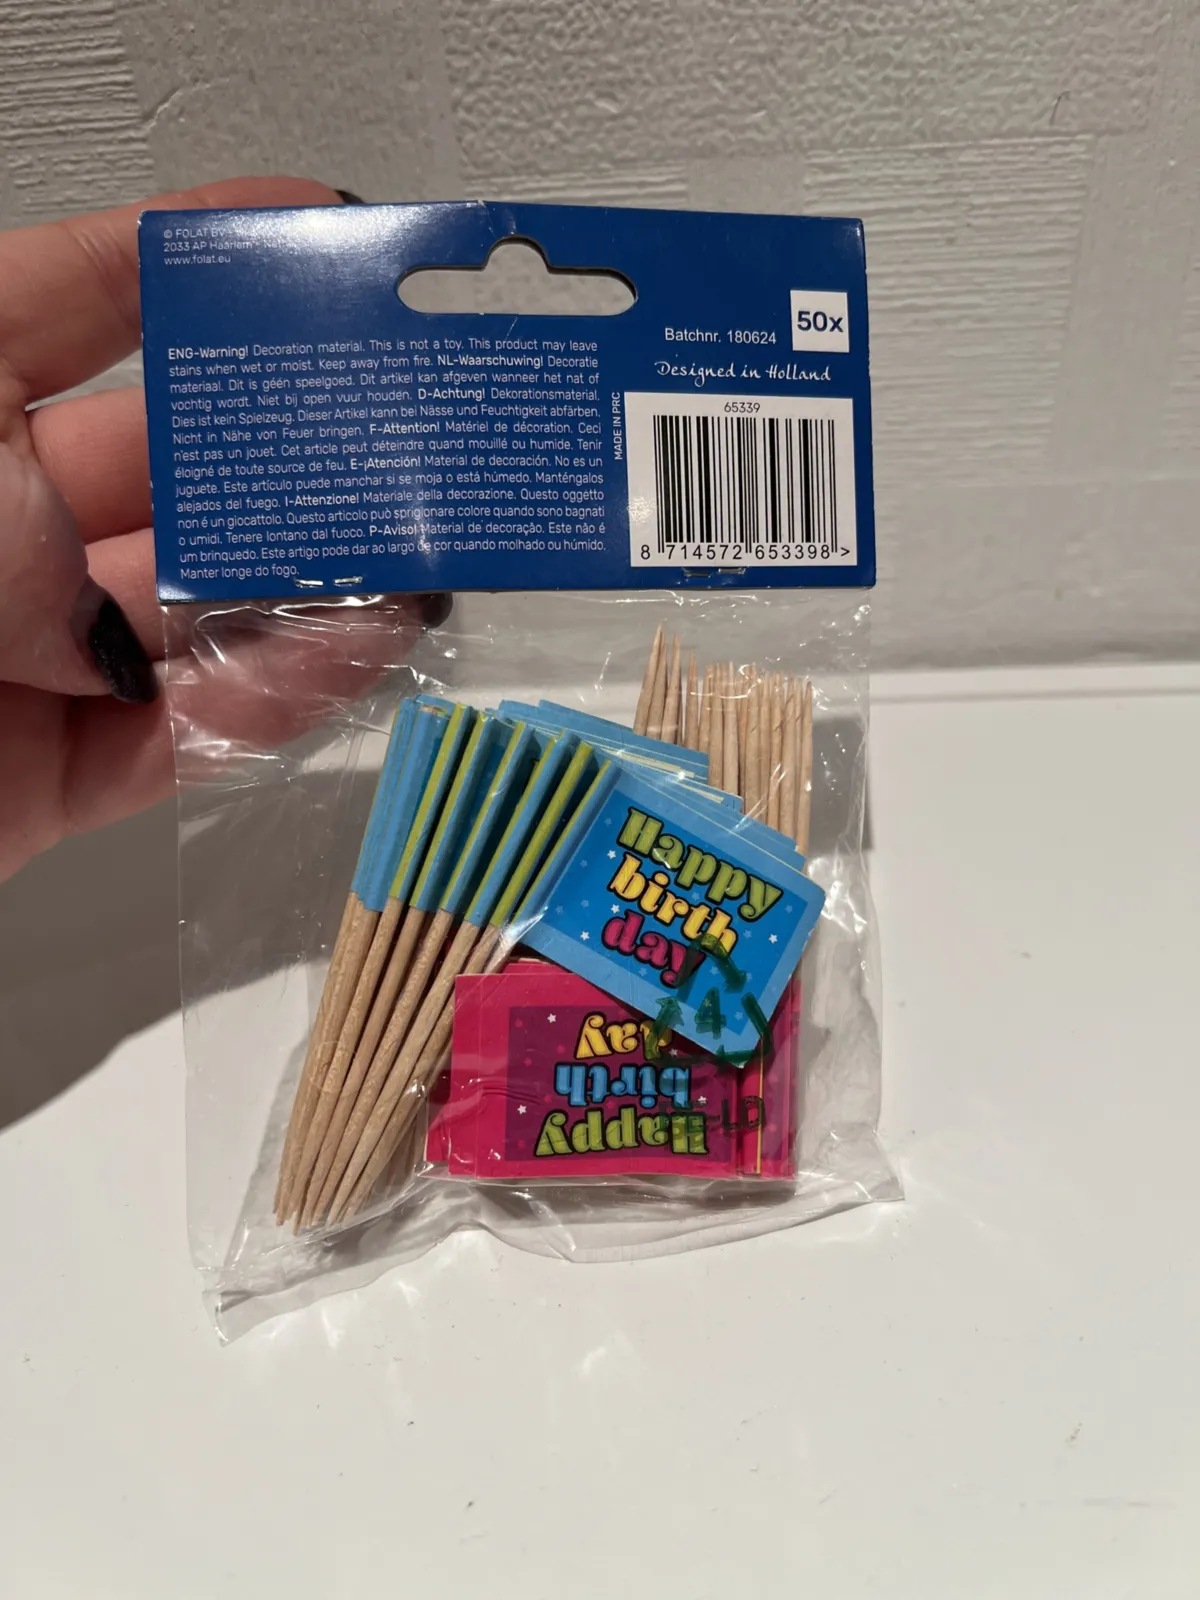 © FOLAT BV -
2033 AP Haarlem -
www.folat.eu
50x
Batchnr. 180624
Designed in Holland
ENG-Warning! Decoration material. This is not a toy. This product may leave
stains when wet or moist. Keep away from fire. NL-Waarschuwing! Decoratie
materiaal. Dit is géén speelgoed. Dit artikel kan afgeven wanneer het nat of
vochtig wordt. Niet bij open vuur houden. D-Achtung! Dekorationsmaterial.
Dies ist kein Spielzeug. Dieser Artikel kann bei Nässe und Feuchtigkeit abfärben.
Nicht in Nähe von Feuer bringen. F-Attention! Matériel de décoration. Ceci
n'est pas un jouet. Cet article peut déteindre quand mouillé ou humide. Tenir
éloigné de toute source de feu. E-¡Atención! Material de decoración. No es un
juguete. Este artículo puede manchar si se moja o está húmedo. Manténgalos
alejados del fuego. I-Attenzione! Materiale della decorazione. Questo oggetto
non é un giocattolo. Questo articolo può sprigionare colore quando sono bagnati
o umidi. Tenere lontano dal fuoco. P-Aviso! Material de decoração. Este não é
um brinquedo. Este artigo pode dar ao largo de cor quando molhado ou húmido.
Manter longe do fogo.
MADE IN PRC
65339
8 714572 653398 >
Happy
birth
day
4
Happy
birth
day